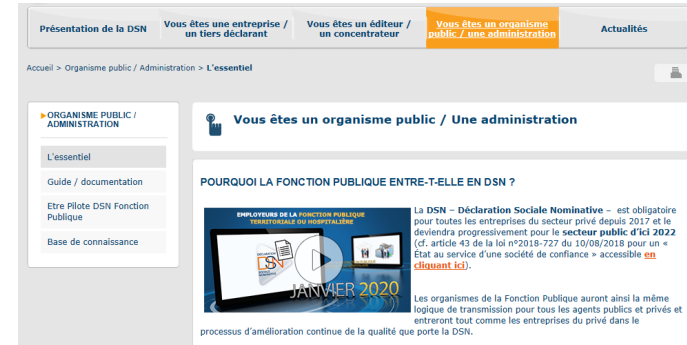 Présentation de la DSN
Vous êtes une entreprise /
un tiers déclarant
Vous êtes un éditeur /
un concentrateur
Vous êtes un organisme
public / une administration
Actualités
Accueil > Organisme public / Administration > L'essentiel
ORGANISME PUBLIC /
ADMINISTRATION
L'essentiel
Guide / documentation
Etre Pilote DSN Fonction
Publique
Base de connaissance
Vous êtes un organisme public / Une administration
POURQUOI LA FONCTION PUBLIQUE ENTRE-T-ELLE EN DSN ?
EMPLOYEURS DE LA FONCTION PUBLIQUE
TERRITORIALE OU HOSPITALIÈRE
DSN
JANVIER 2020
La DSN – Déclaration Sociale Nominative – est obligatoire
pour toutes les entreprises du secteur privé depuis 2017 et le
deviendra progressivement pour le secteur public d'ici 2022
(cf. article 43 de la loi n°2018-727 du 10/08/2018 pour un «
État au service d'une société de confiance » accessible en
cliquant ici).
Les organismes de la Fonction Publique auront ainsi la même
logique de transmission pour tous les agents publics et privés et
entreront tout comme les entreprises du privé dans le
processus d'amélioration continue de la qualité que porte la DSN.